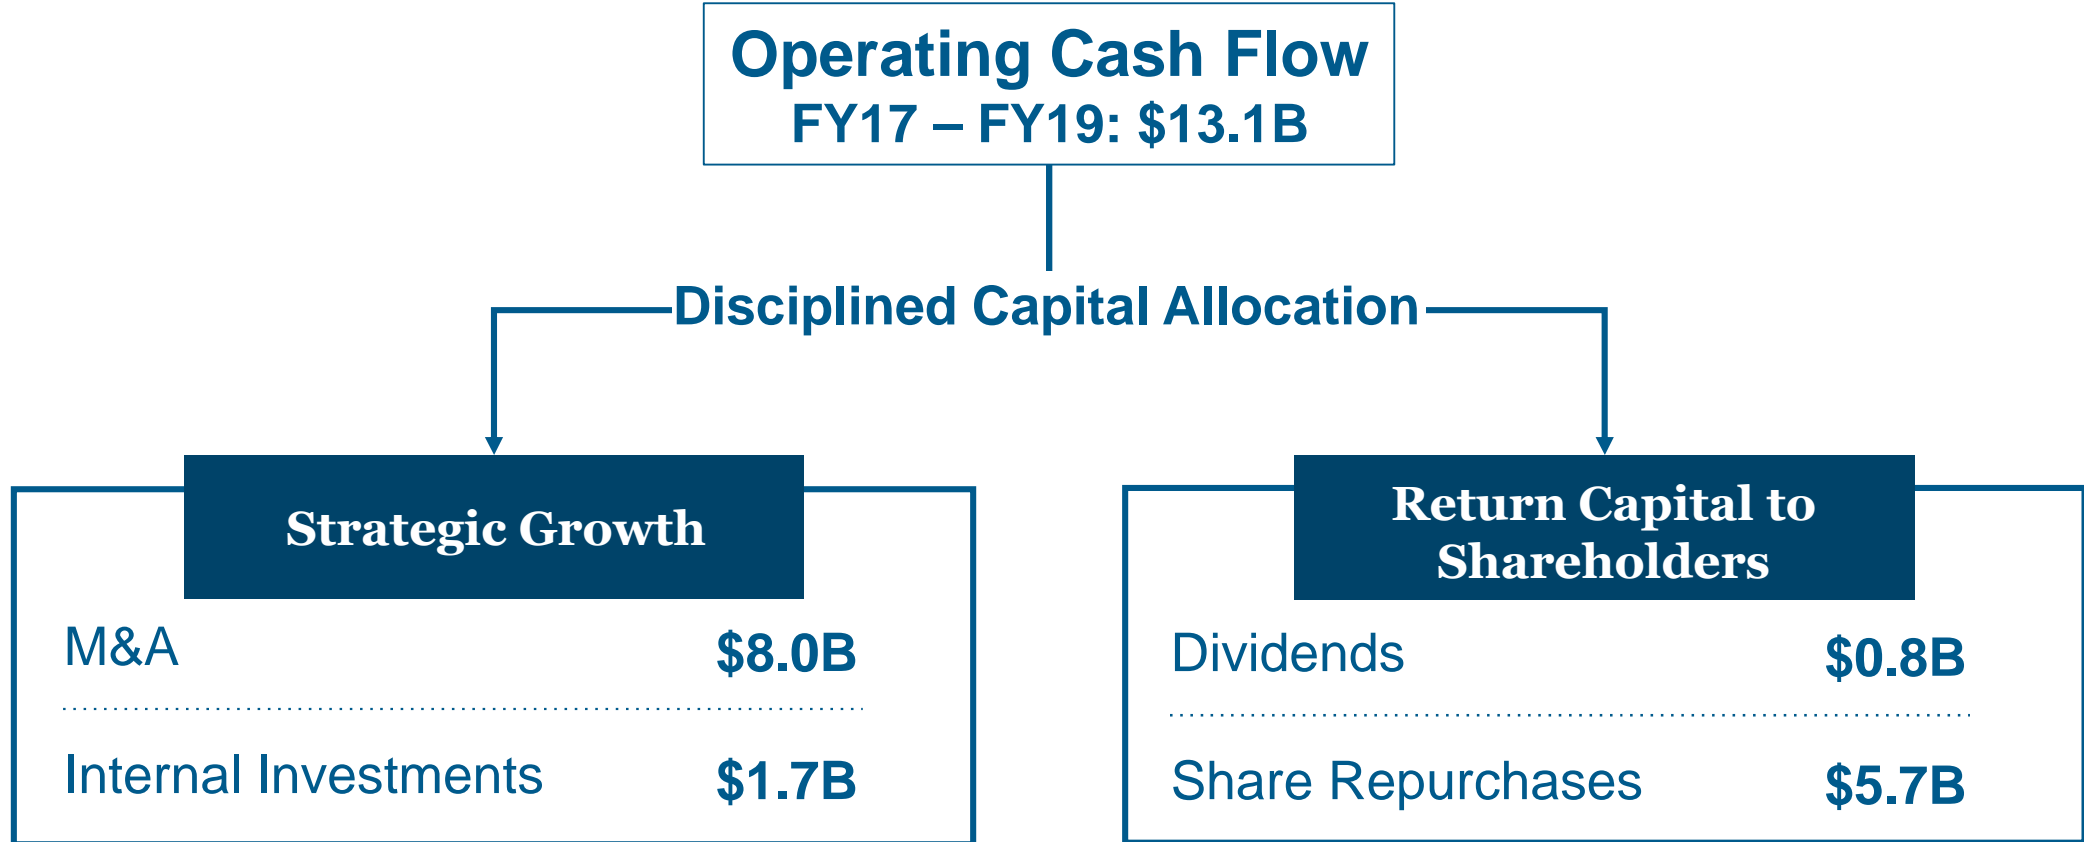 Operating Cash Flow
FY17 – FY19: $13.1B
Disciplined Capital Allocation
Strategic Growth
M&A $8.0B
Internal Investments $1.7B
Return Capital to
Shareholders
Dividends $0.8B
Share Repurchases $5.7B